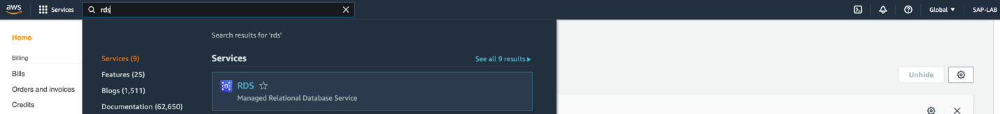 aws Services rds Global SAP-LAB
Home
Billing
Bills
Orders and invoices
Credits
Search results for 'rds'
Services (9)
Features (25)
Blogs (1,511)
Documentation (62,650)
Services See all 9 results
RDS
Managed Relational Database Service
Unhide